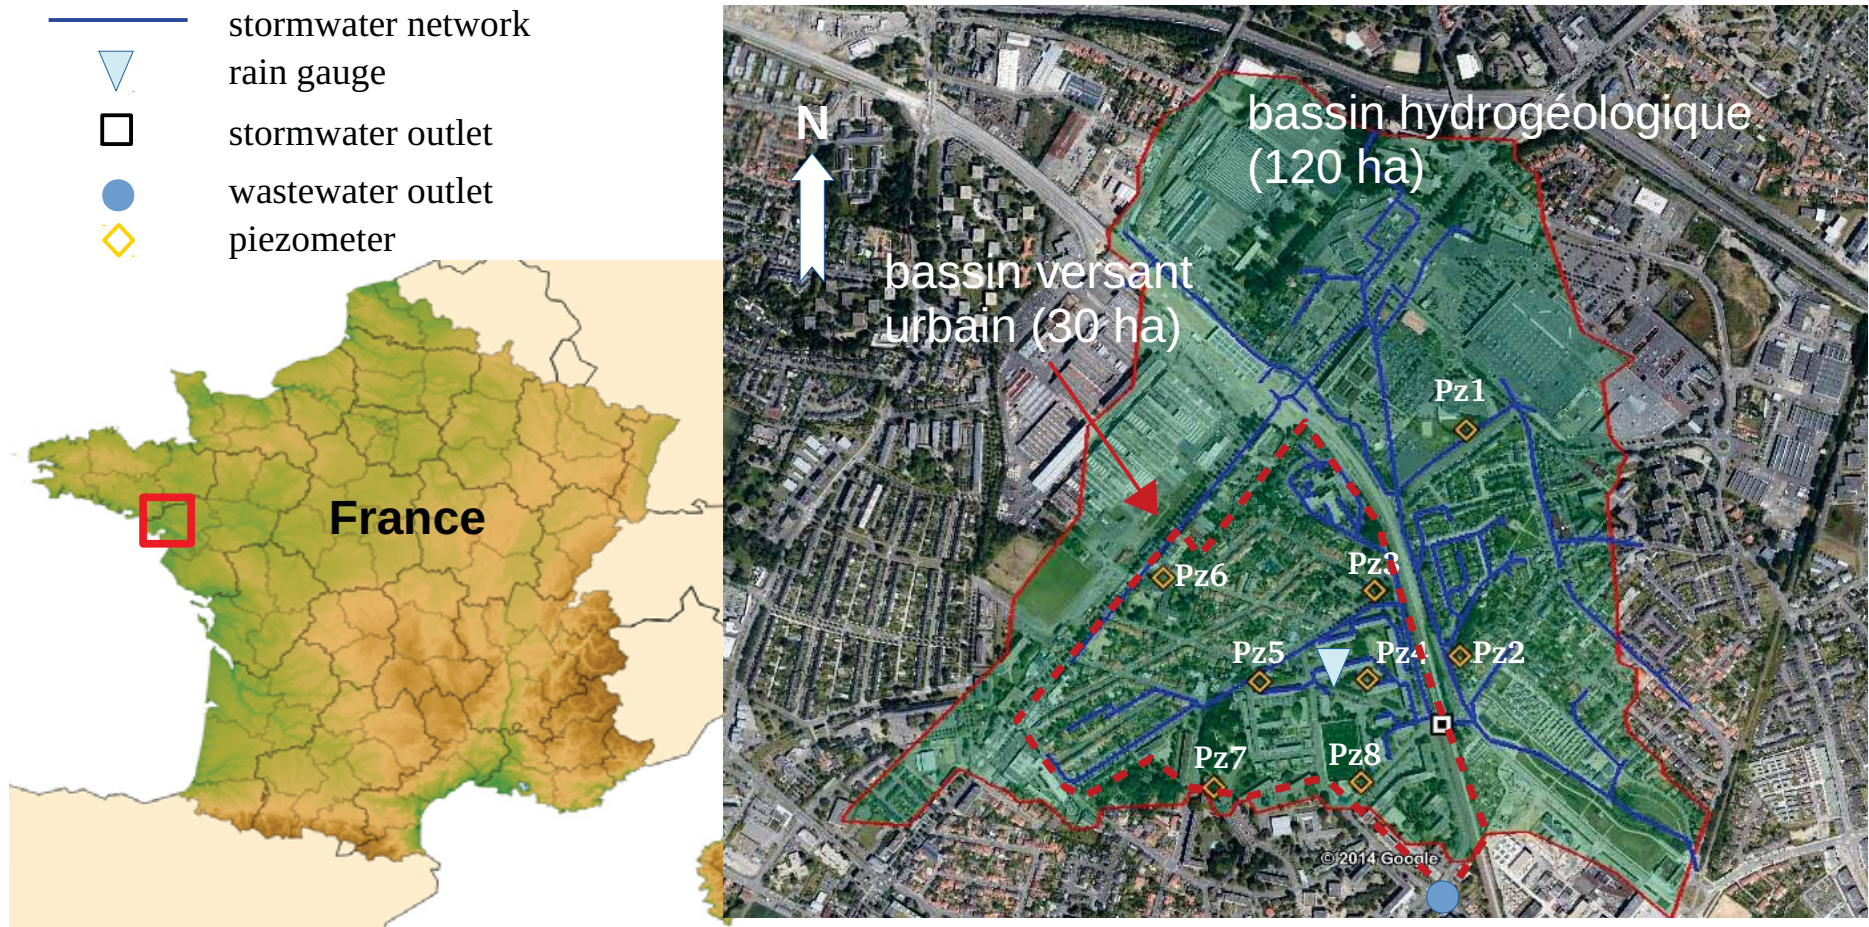 stormwater network
rain gauge
stormwater outlet
wastewater outlet
piezometer
France
N
bassin hydrogéologique
(120 ha)
bassin versant
urbain (30 ha)
Pz1
Pz3
Pz6
Pz5
Pz4
Pz2
Pz7
Pz8
© 2014 Google